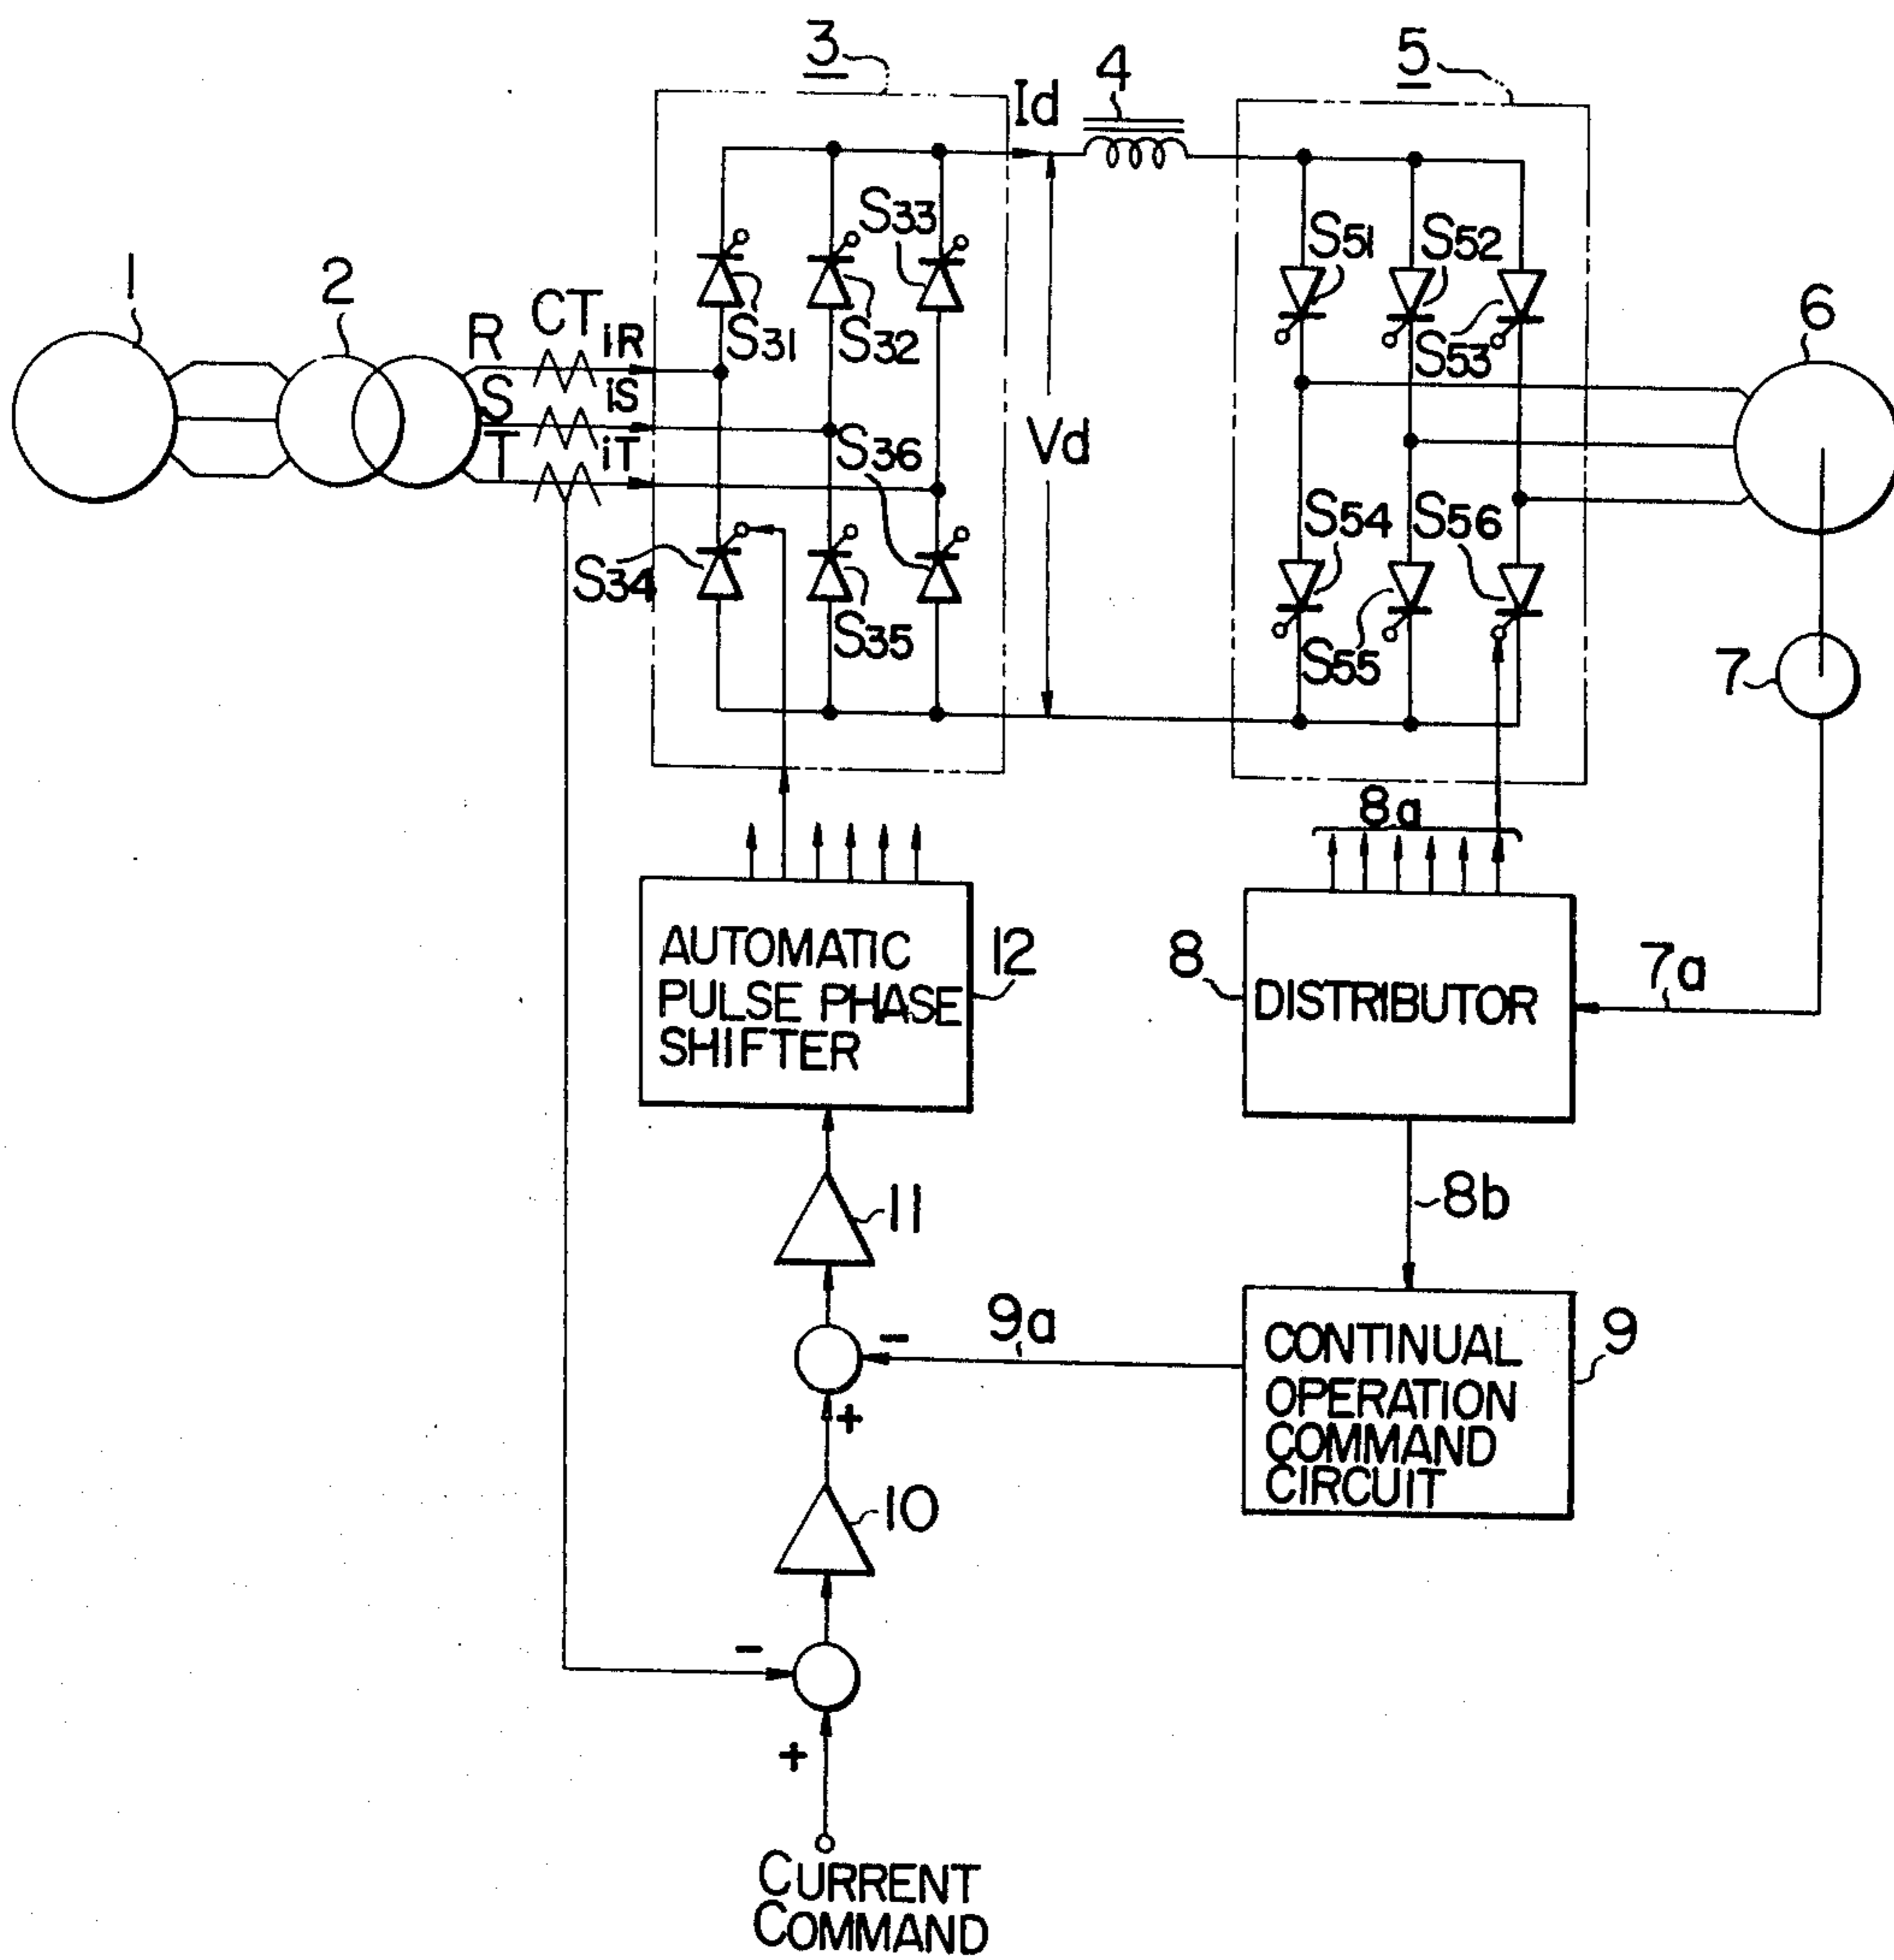 3
Id
4
5
S33
S51
S52
1
2
R
CT
iR
S31
S32
S53
6
S
iS
T
iT
S36
Vd
S54
S56
S34
S35
S55
7
8a
AUTOMATIC
PULSE PHASE
SHIFTER
12
8
DISTRIBUTOR
7a
11
8b
-
9a
CONTINUAL
OPERATION
COMMAND
CIRCUIT
9
+
10
-
+
CURRENT
COMMAND